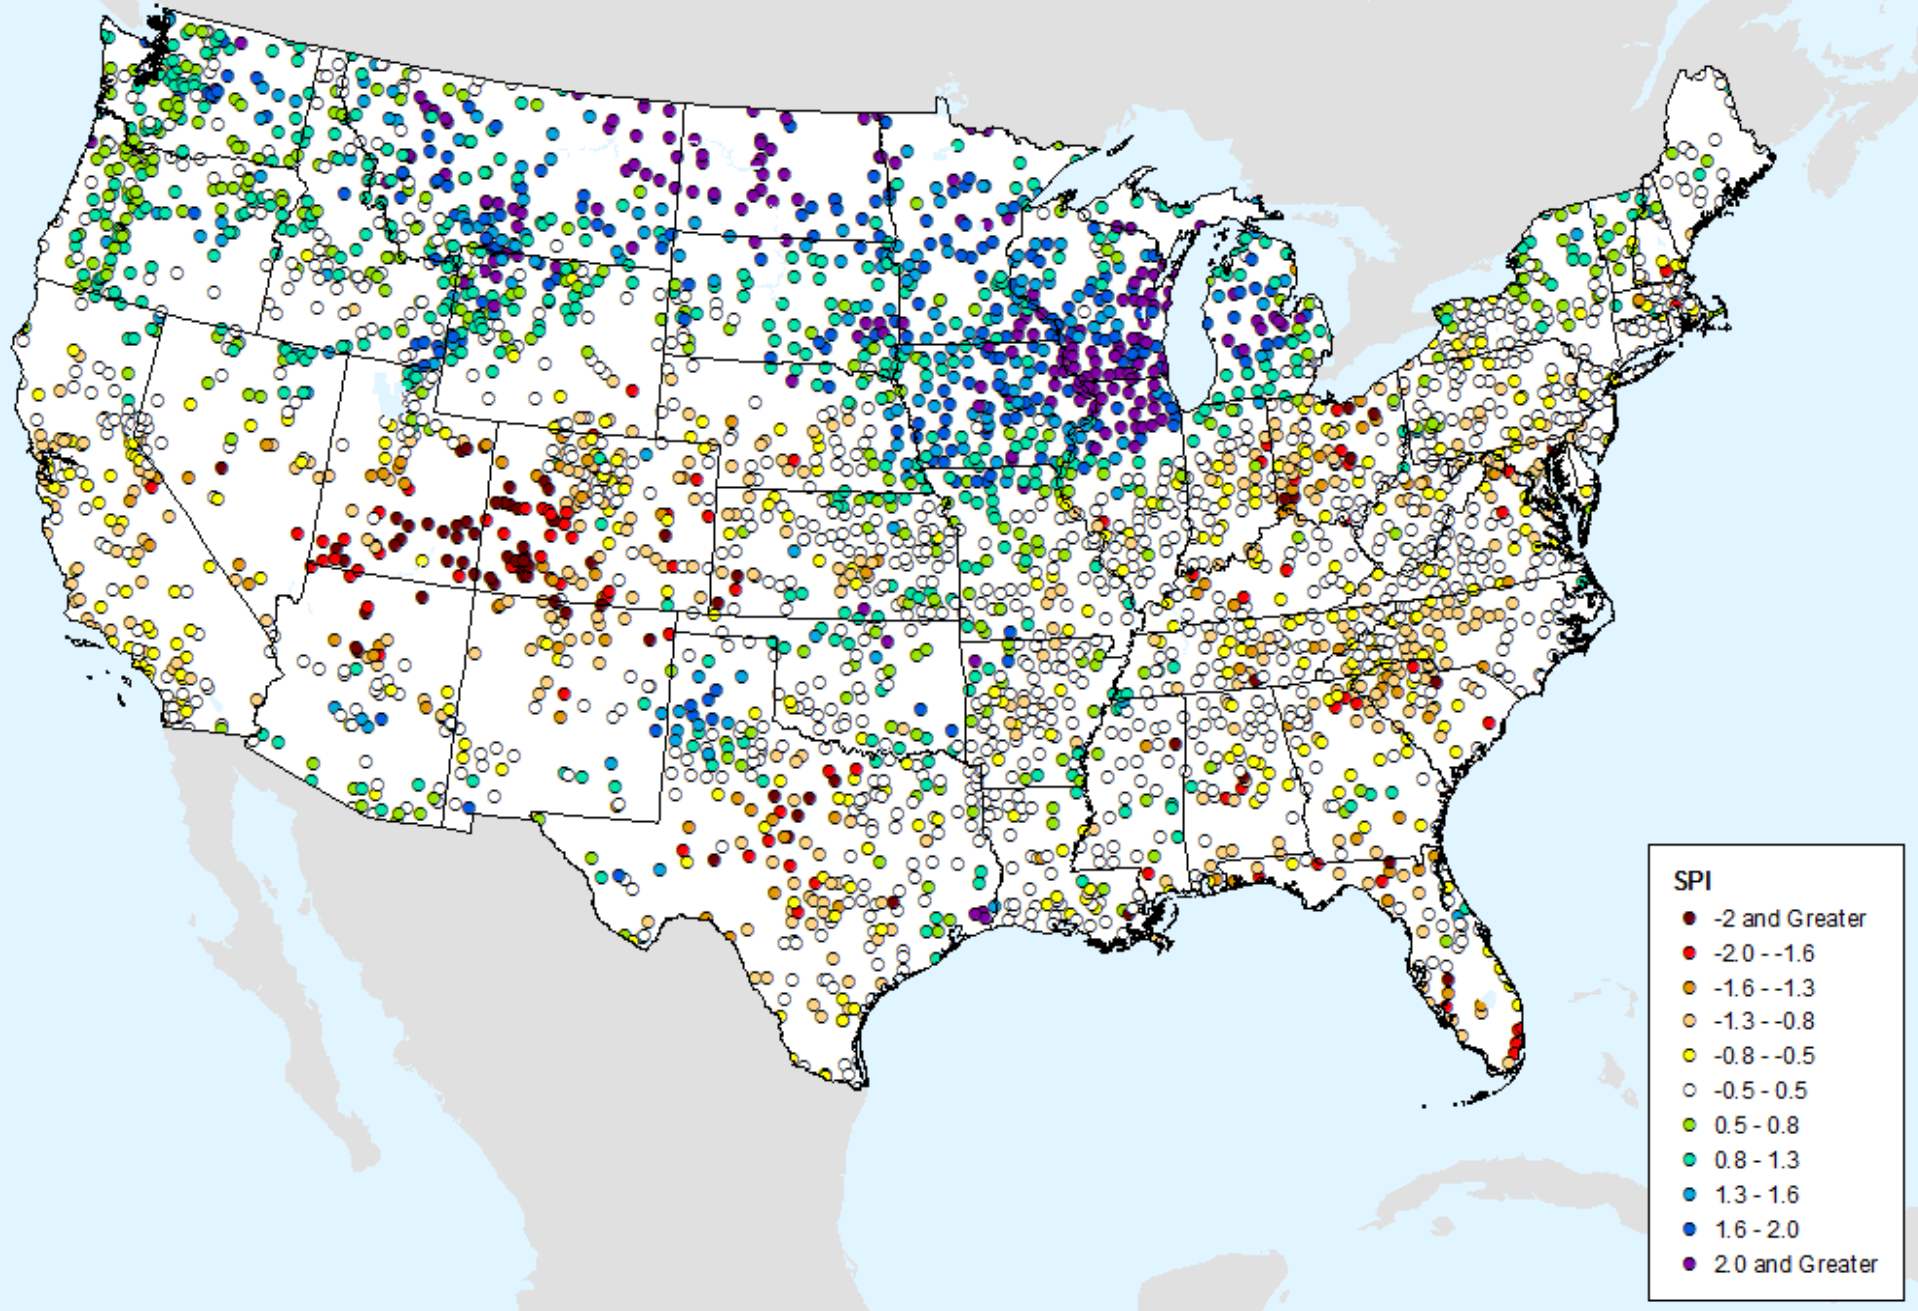 SPI
-2 and Greater
-2.0 - -1.6
-1.6 - -1.3
-1.3 - -0.8
-0.8 - -0.5
-0.5 - 0.5
0.5 - 0.8
0.8 - 1.3
1.3 - 1.6
1.6 - 2.0
2.0 and Greater